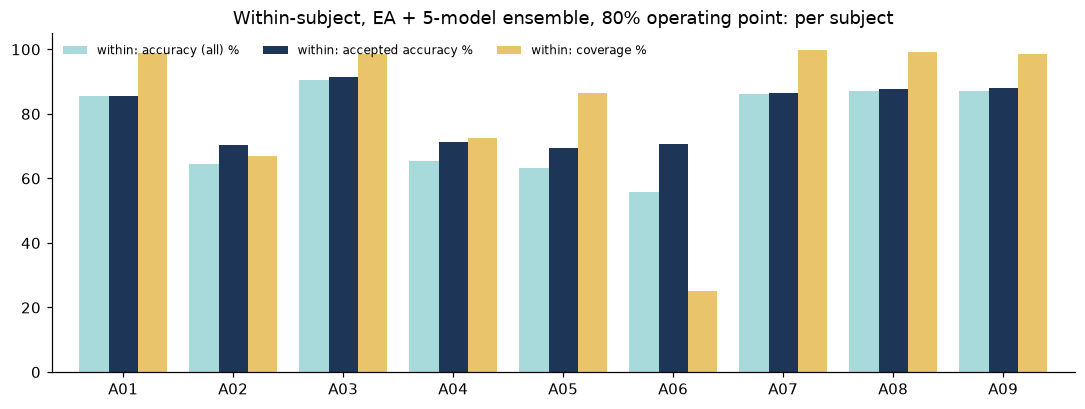 Within-subject, EA + 5-model ensemble, 80% operating point: per subject
within: accuracy (all) % within: accepted accuracy % within: coverage %
100
80
60
40
20
0
A01 A02 A03 A04 A05 A06 A07 A08 A09